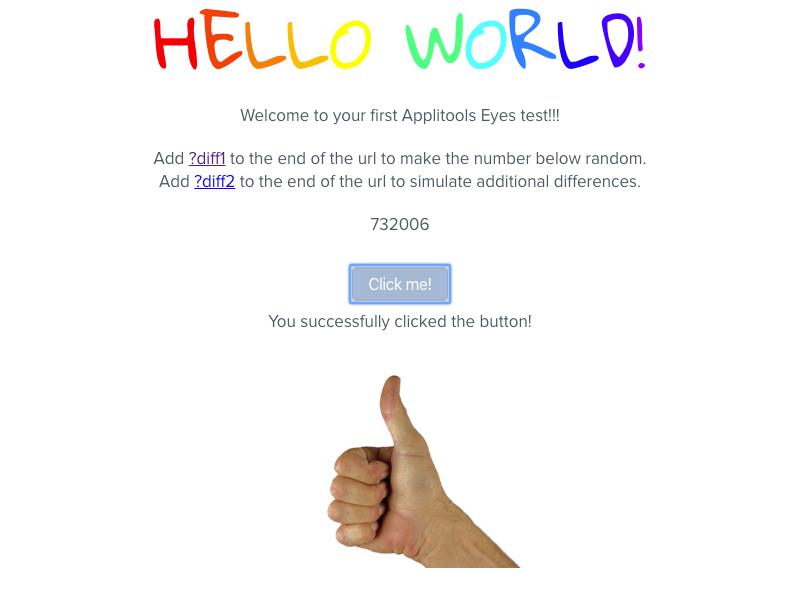 HELLO WORLD!
Welcome to your first Applitools Eyes test!!!
Add ?diff1 to the end of the url to make the number below random.
Add ?diff2 to the end of the url to simulate additional differences.
732006
Click me!
You successfully clicked the button!